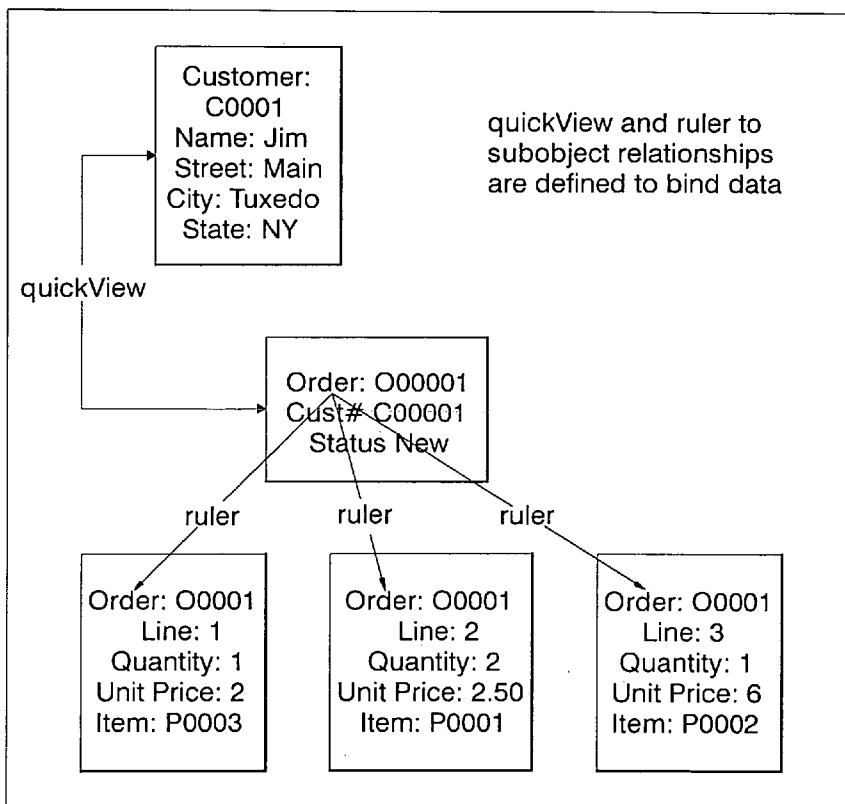 Customer:
C0001
Name: Jim
Street: Main
City: Tuxedo
State: NY
quickView and ruler to
subobject relationships
are defined to bind data
quickView
Order: O00001
Cust# C00001
Status New
ruler
ruler
ruler
Order: O0001
Line: 1
Quantity: 1
Unit Price: 2
Item: P0003
Order: O0001
Line: 2
Quantity: 2
Unit Price: 2.50
Item: P0001
Order: O0001
Line: 3
Quantity: 1
Unit Price: 6
Item: P0002